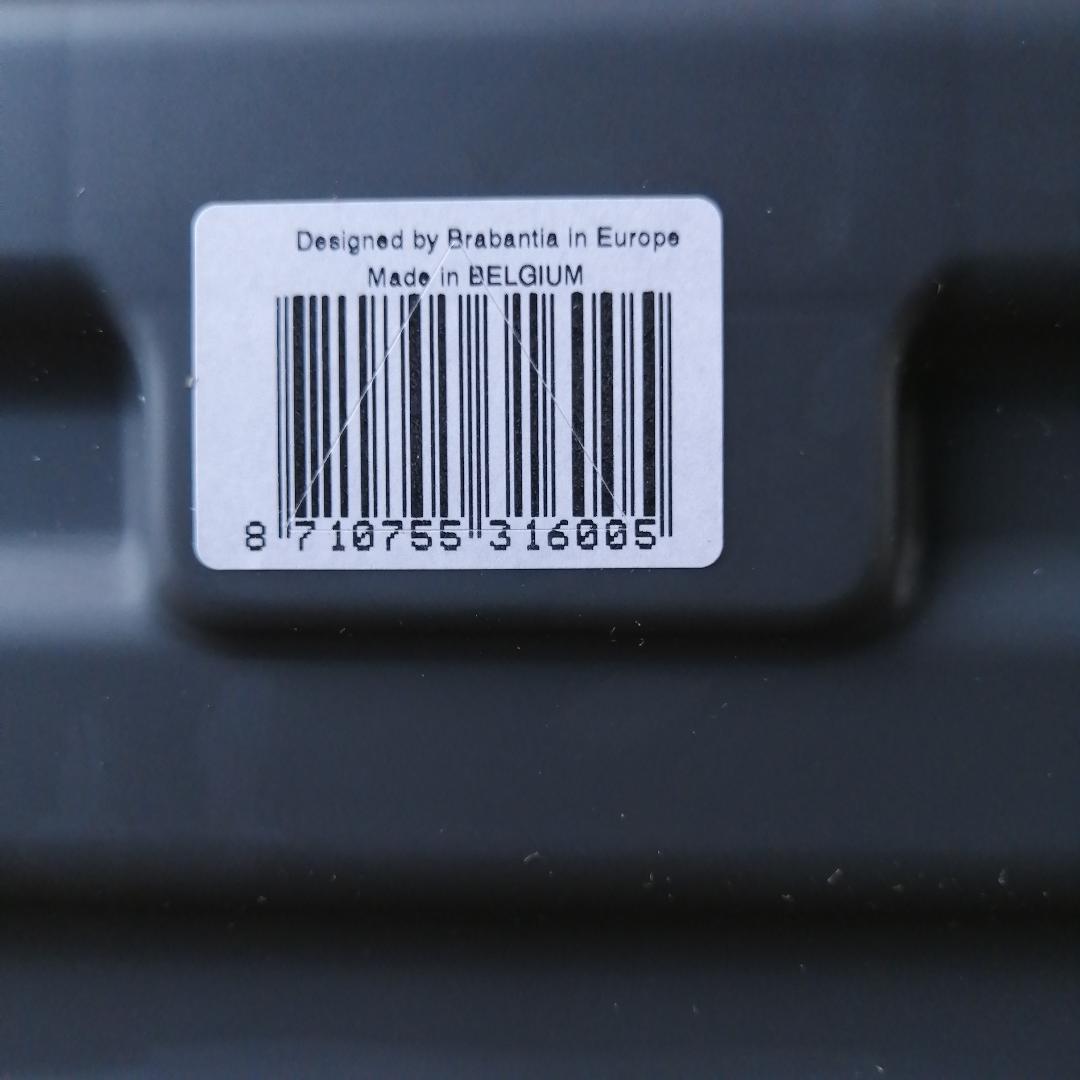 Designed by Brabantia in Europe
Made in BELGIUM
8 710755 316005